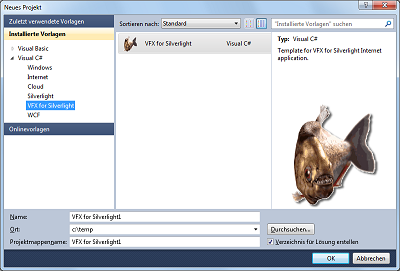 Neues Projekt
Zuletzt verwendete Vorlagen
Installierte Vorlagen
Visual Basic
Visual C#
Windows
Internet
Cloud
Silverlight
VFX for Silverlight
WCF
Onlinevorlagen
Sortieren nach: Standard
VFX for Silverlight Visual C#
"Installierte Vorlagen" suchen
Typ: Visual C#
Template for VFX for Silverlight Internet
application.
Name: VFX for Silverlight1
Ort: c:\temp
Durchsuchen...
Projektmappenname: VFX for Silverlight1
Verzeichnis für Lösung erstellen
OK Abbrechen